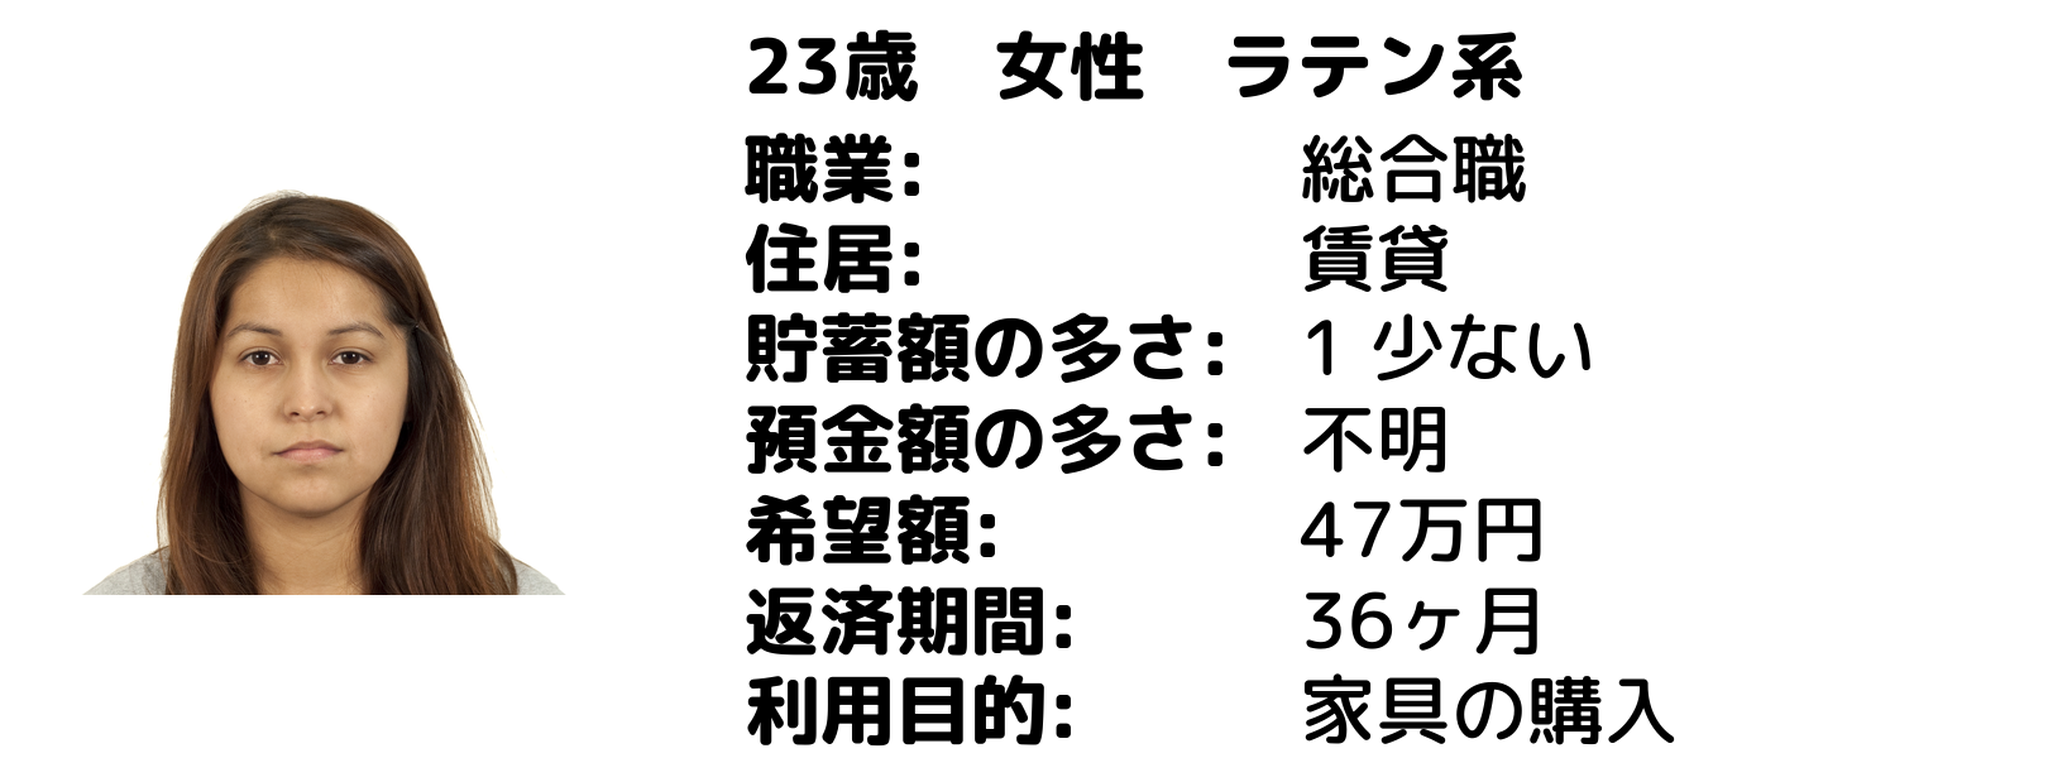 23歳　女性　ラテン系
職業: 総合職
住居: 賃貸
貯蓄額の多さ: 1 少ない
預金額の多さ: 不明
希望額: 47万円
返済期間: 36ヶ月
利用目的: 家具の購入